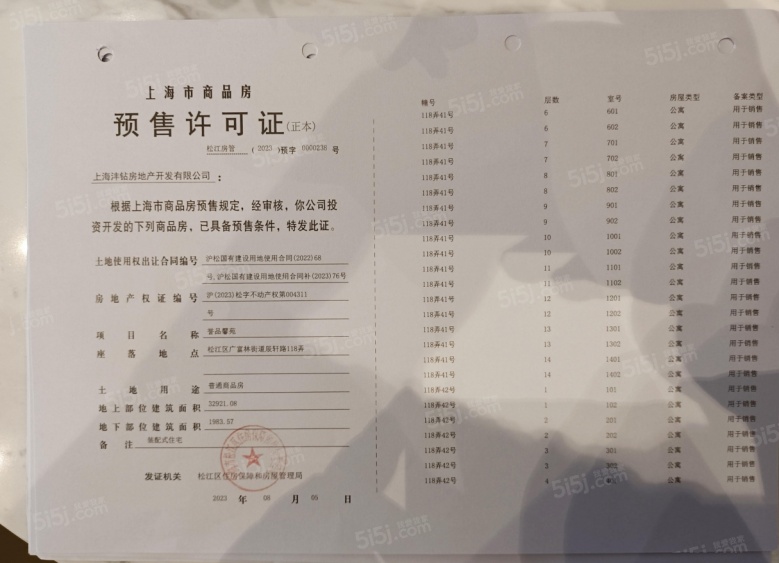 上海市商品房
预售许可证(正本)
松江房管 (2023)预字 0000236 号
上海沣钻房地产开发有限公司：
根据上海市商品房预售规定，经审核，你公司投
资开发的下列商品房，已具备预售条件，特发此证。
土地使用权出让合同编号 沪松国有建设用地使用合同(2022)68
号,沪松国有建设用地使用合同补(2023)76号
房地产权证编号 沪(2023)松字不动产权第004311
号
项目名称 誉品馨苑
座落地点 松江区广富林街道辰轩路118弄
土地用途 普通商品房
地上部位建筑面积 32921.08
地下部位建筑面积 1983.57
备注 装配式住宅
发证机关 松江区住房保障和房屋管理局
2023 年 08 月 05 日
幢号 层数 室号 房屋类型 备案类型
118弄41号 6 601 公寓 用于销售
118弄41号 6 602 公寓 用于销售
118弄41号 7 701 公寓 用于销售
118弄41号 7 702 公寓 用于销售
118弄41号 8 801 公寓 用于销售
118弄41号 8 802 公寓 用于销售
118弄41号 9 901 公寓 用于销售
118弄41号 9 902 公寓 用于销售
118弄41号 10 1001 公寓 用于销售
118弄41号 10 1002 公寓 用于销售
118弄41号 11 1101 公寓 用于销售
118弄41号 11 1102 公寓 用于销售
118弄41号 12 1201 公寓 用于销售
118弄41号 12 1202 公寓 用于销售
118弄41号 13 1301 公寓 用于销售
118弄41号 13 1302 公寓 用于销售
118弄41号 14 1401 公寓 用于销售
118弄41号 14 1402 公寓 用于销售
118弄42号 1 101 公寓 用于销售
118弄42号 1 102 公寓 用于销售
118弄42号 2 201 公寓 用于销售
118弄42号 2 202 公寓 用于销售
118弄42号 3 301 公寓 用于销售
118弄42号 3 302 公寓 用于销售
118弄42号 4 公寓 用于销售
5i5j.com